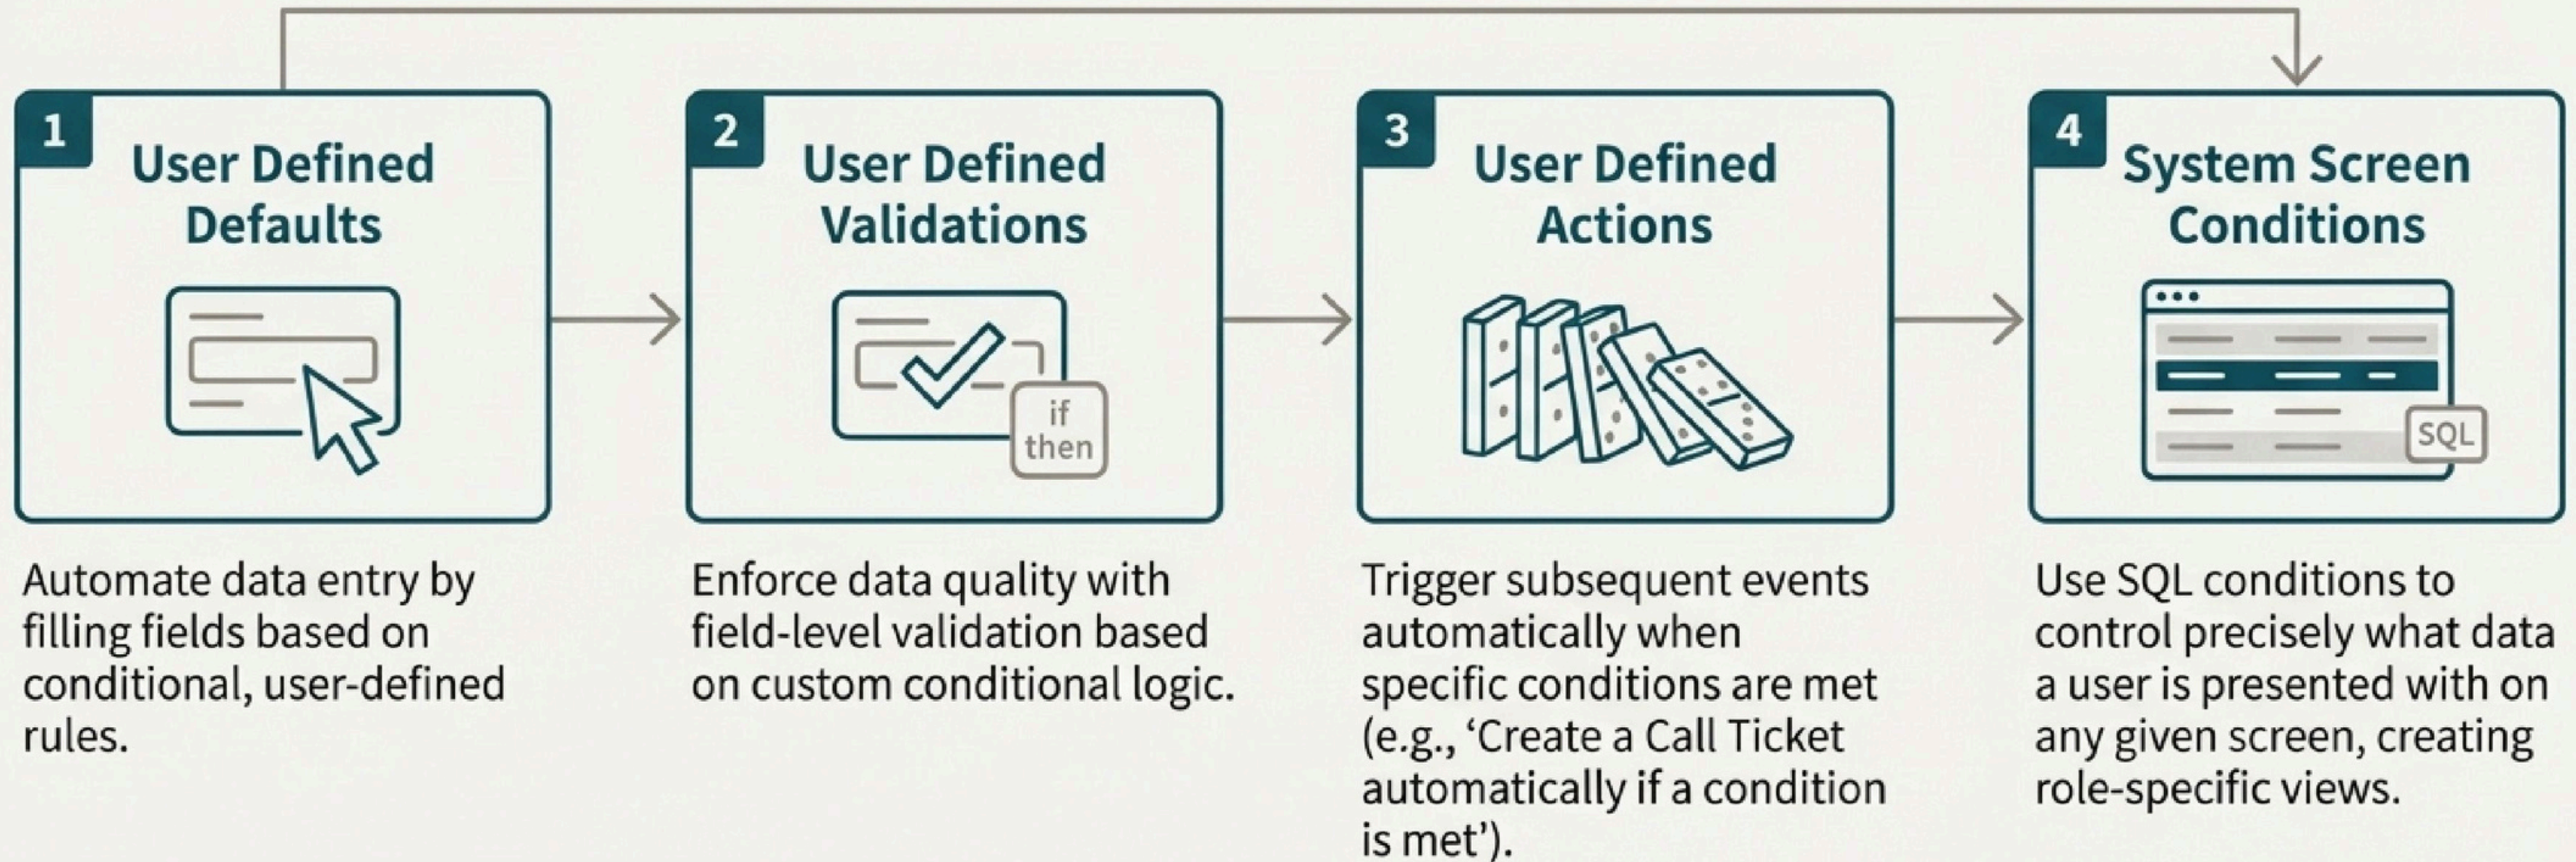 1
User Defined
Defaults
Automate data entry by
filling fields based on
conditional, user-defined
rules.
2
User Defined
Validations
if
then
Enforce data quality with
field-level validation based
on custom conditional logic.
3
User Defined
Actions
Trigger subsequent events
automatically when
specific conditions are met
(e.g., ‘Create a Call Ticket
automatically if a condition
is met’).
4
System Screen
Conditions
SQL
Use SQL conditions to
control precisely what data
a user is presented with on
any given screen, creating
role-specific views.